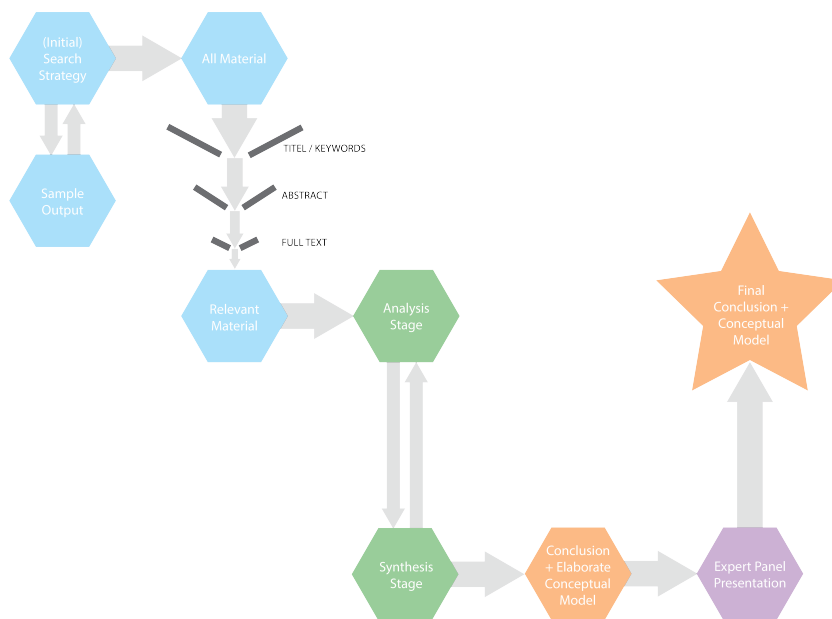 (Initial)
Search
Strategy
All Material
TITEL / KEYWORDS
Sample
Output
ABSTRACT
FULL TEXT
Relevant
Material
Analysis
Stage
Final
Conclusion +
Conceptual
Model
Synthesis
Stage
Conclusion
+ Elaborate
Conceptual
Model
Expert Panel
Presentation